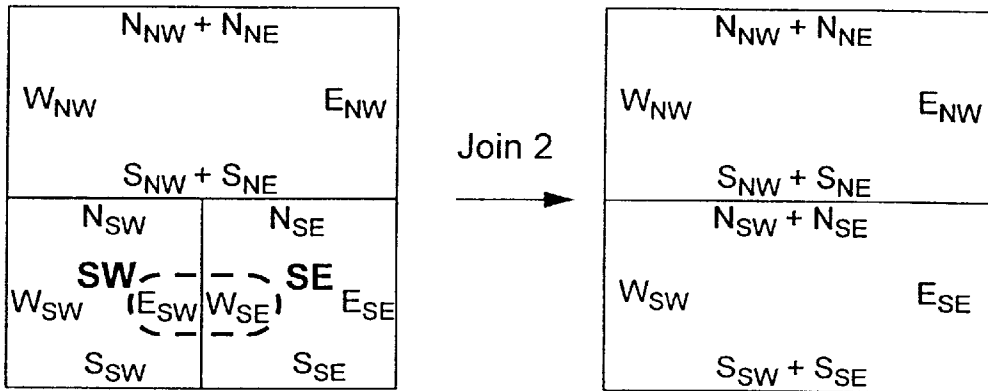 N_NW + N_NE
W_NW E_NW
S_NW + S_NE
N_SW N_SE
SW SE
W_SW E_SW W_SE E_SE
S_SW S_SE
Join 2
N_NW + N_NE
W_NW E_NW
S_NW + S_NE
N_SW + N_SE
W_SW E_SE
S_SW + S_SE